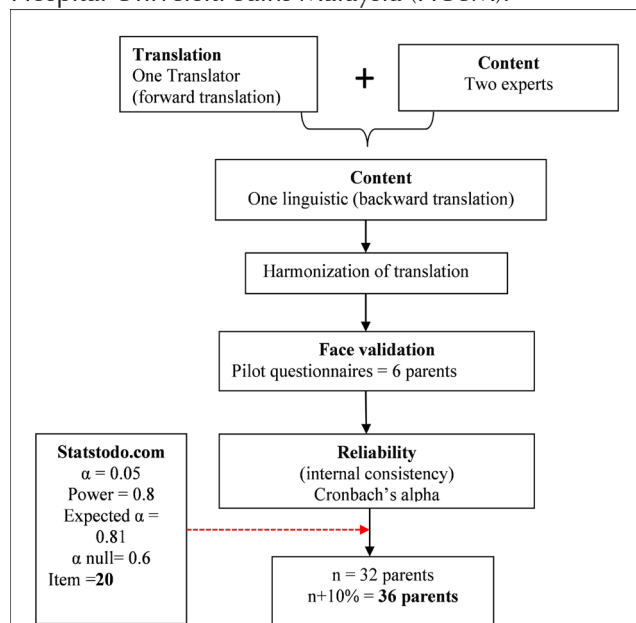 Translation
One Translator
(forward translation)
+
Content
Two experts
Content
One linguistic (backward translation)
Harmonization of translation
Face validation
Pilot questionnaires = 6 parents
Reliability
(internal consistency)
Cronbach's alpha
Statstodo.com
α = 0.05
Power = 0.8
Expected α =
0.81
α null= 0.6
Item =20
n = 32 parents
n+10% = 36 parents